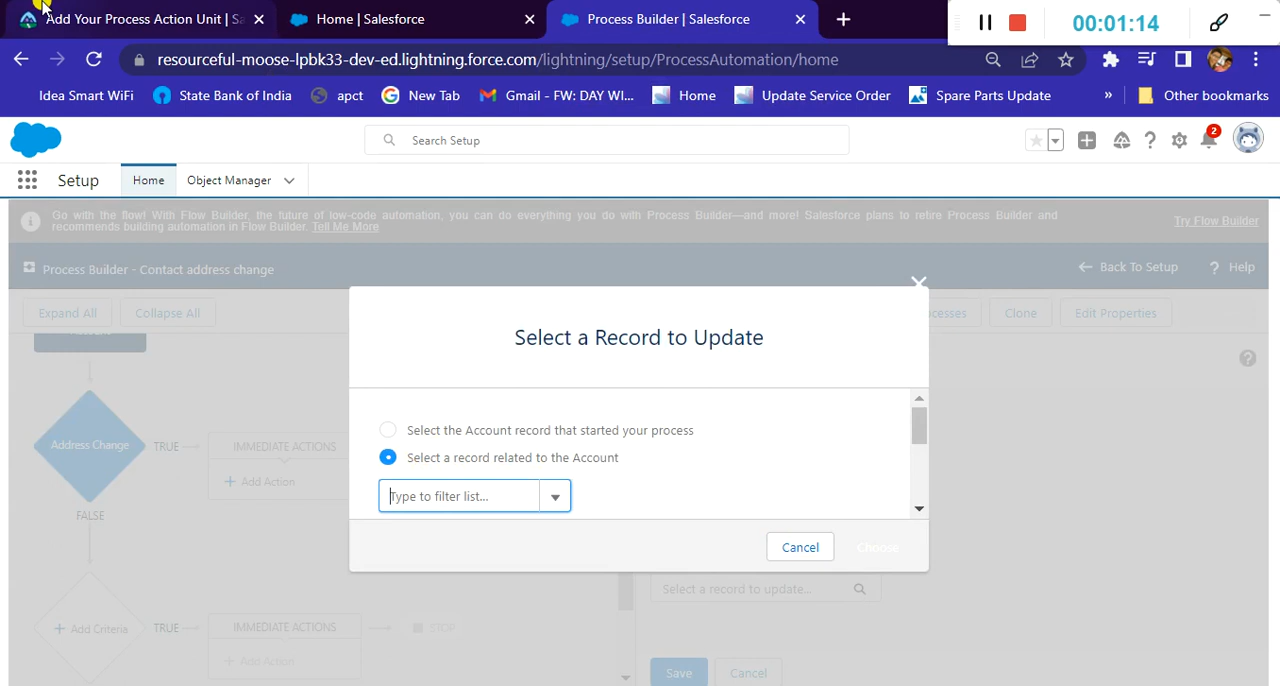 Add Your Process Action Unit | Sa
Home | Salesforce
Process Builder | Salesforce
00:01:14
resourceful-moose-lpbk33-dev-ed.lightning.force.com/lightning/setup/ProcessAutomation/home
Idea Smart WiFi
State Bank of India
apct
New Tab
Gmail - FW: DAY WI...
Home
Update Service Order
Spare Parts Update
»
Other bookmarks
Search Setup
2
Setup
Home
Object Manager
Go with the flow! With Flow Builder, the future of low-code automation, you can do everything you do with Process Builder—and more! Salesforce plans to retire Process Builder and
recommends building automation in Flow Builder. Tell Me More
Try Flow Builder
Process Builder - Contact address change
Back To Setup
? Help
Expand All
Collapse All
cesses
Clone
Edit Properties
Select a Record to Update
Select the Account record that started your process
Select a record related to the Account
Type to filter list...
Cancel
Choose
Address Change
TRUE
IMMEDIATE ACTIONS
+ Add Action
FALSE
+ Add Criteria
TRUE
IMMEDIATE ACTIONS
+ Add Action
STOP
Select a record to update...
Save
Cancel